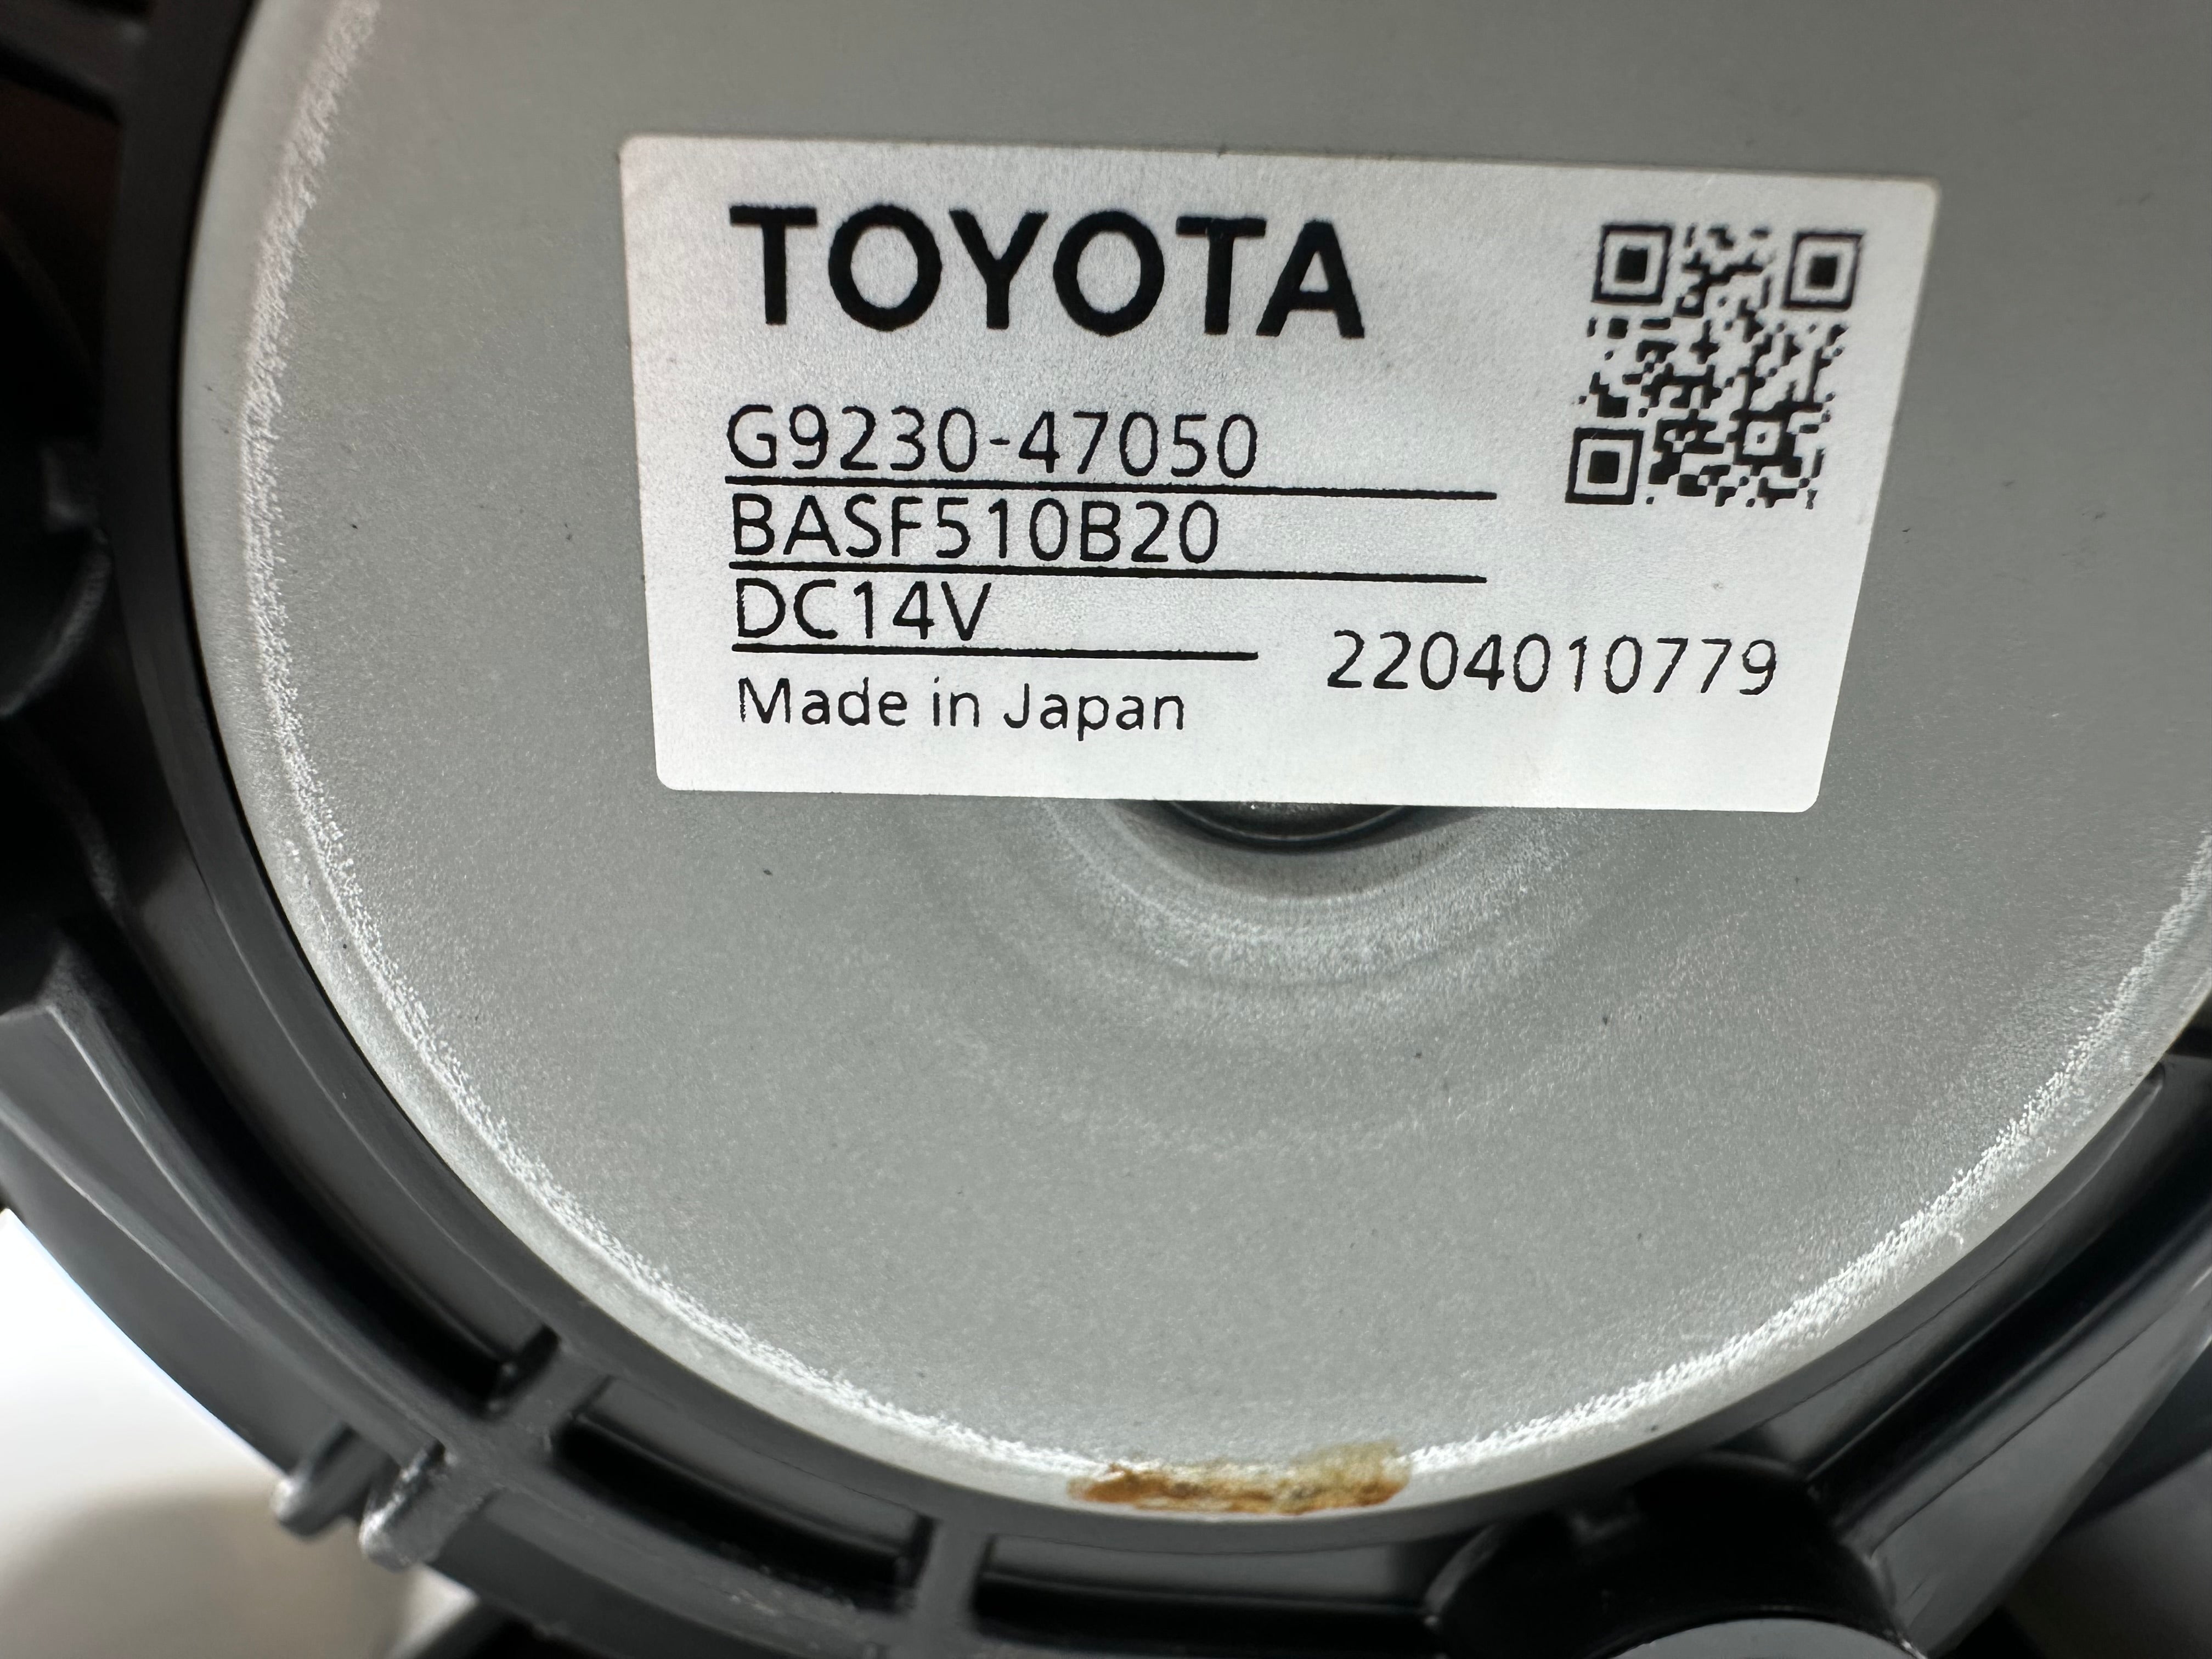 TOYOTA
G9230-47050
BASF510B20
DC14V
2204010779
Made in Japan